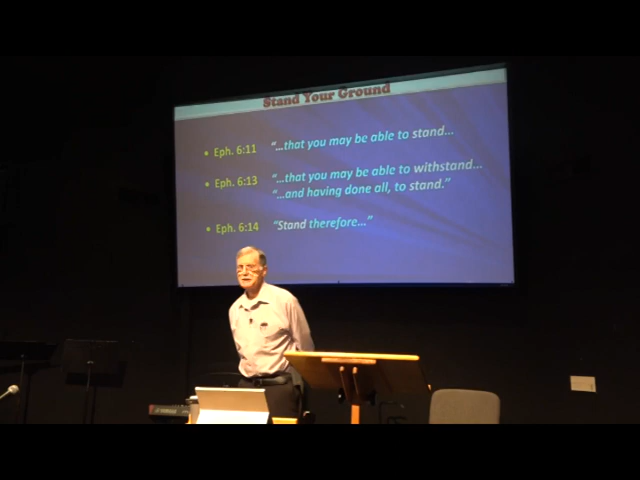 Stand Your Ground
• Eph. 6:11 "...that you may be able to stand...
• Eph. 6:13 "...that you may be able to withstand...
"...and having done all, to stand."
• Eph. 6:14 "Stand therefore..."